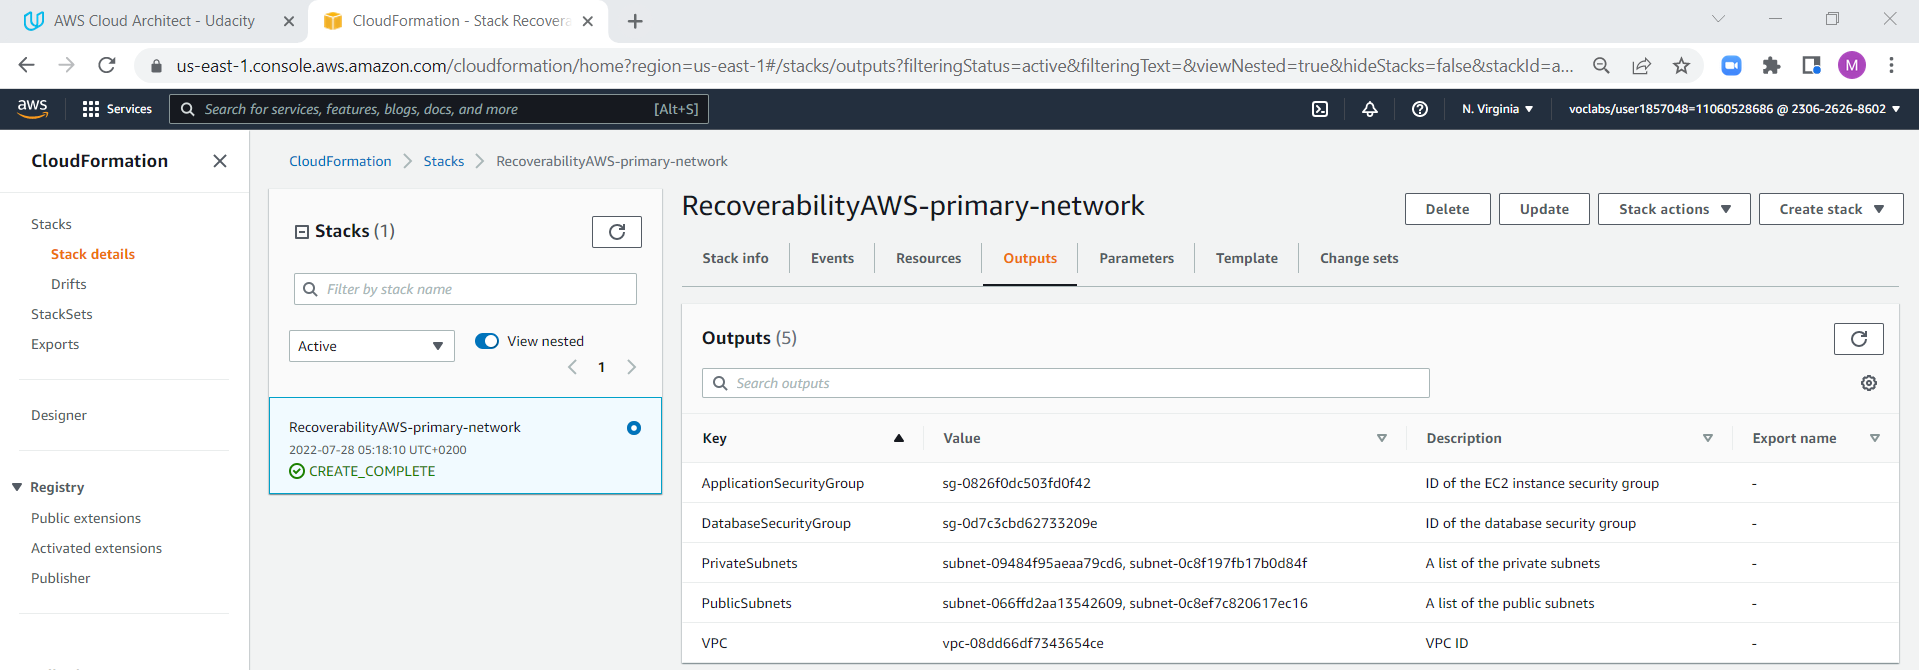 AWS Cloud Architect - Udacity
CloudFormation - Stack Recovera
us-east-1.console.aws.amazon.com/cloudformation/home?region=us-east-1#/stacks/outputs?filteringStatus=active&filteringText=&viewNested=true&hideStacks=false&stackId=a...
M
aws
Services
Search for services, features, blogs, docs, and more
[Alt+S]
N. Virginia
voclabs/user1857048=11060528686 @ 2306-2626-8602
CloudFormation
Stacks
Stack details
Drifts
StackSets
Exports
Designer
Registry
Public extensions
Activated extensions
Publisher
CloudFormation
Stacks
RecoverabilityAWS-primary-network
Stacks (1)
Filter by stack name
Active
View nested
1
RecoverabilityAWS-primary-network
2022-07-28 05:18:10 UTC+0200
CREATE_COMPLETE
RecoverabilityAWS-primary-network
Delete
Update
Stack actions
Create stack
Stack info
Events
Resources
Outputs
Parameters
Template
Change sets
Outputs (5)
Search outputs
Key Value Description Export name
ApplicationSecurityGroup sg-0826f0dc503fd0f42 ID of the EC2 instance security group -
DatabaseSecurityGroup sg-0d7c3cbd62733209e ID of the database security group -
PrivateSubnets subnet-09484f95aeaa79cd6, subnet-0c8f197fb17b0d84f A list of the private subnets -
PublicSubnets subnet-066ffd2aa13542609, subnet-0c8ef7c820617ec16 A list of the public subnets -
VPC vpc-08dd66df7343654ce VPC ID -